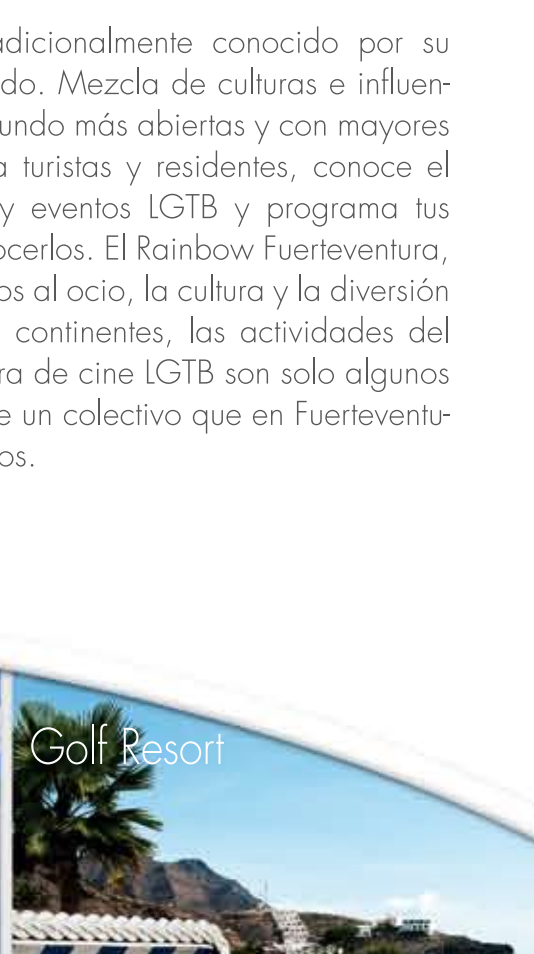 adicionalmente conocido por su
do. Mezcla de culturas e influen-
undo más abiertas y con mayores
a turistas y residentes, conoce el
y eventos LGTB y programa tus
ocerlos. El Rainbow Fuerteventura,
os al ocio, la cultura y la diversión
continentes, las actividades del
ra de cine LGTB son solo algunos
e un colectivo que en Fuerteventu-
os.
Golf Resort